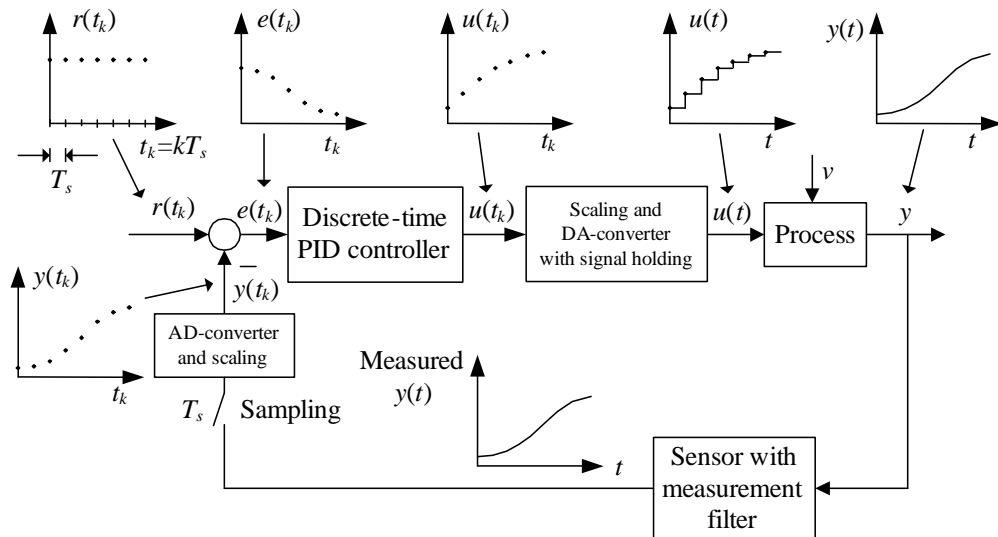 r(t_k)
e(t_k)
u(t_k)
u(t)
y(t)
t_k=kT_s
t_k
t_k
t
t
T_s
v
r(t_k)
e(t_k)
Discrete-time
PID controller
u(t_k)
Scaling and
DA-converter
with signal holding
u(t)
Process
y
–
y(t_k)
y(t_k)
t_k
AD-converter
and scaling
T_s
Sampling
Measured
y(t)
t
Sensor with
measurement
filter